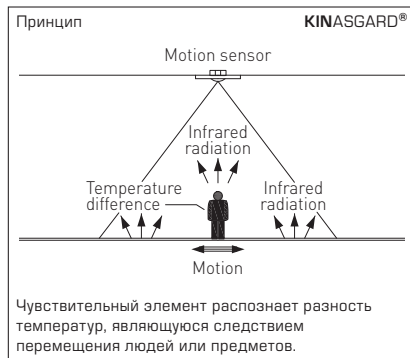 Принцип
KINASGARD®
Motion sensor
Infrared
radiation
Temperature
difference
Infrared
radiation
Motion
Чувствительный элемент распознает разность
температур, являющуюся следствием
перемещения людей или предметов.